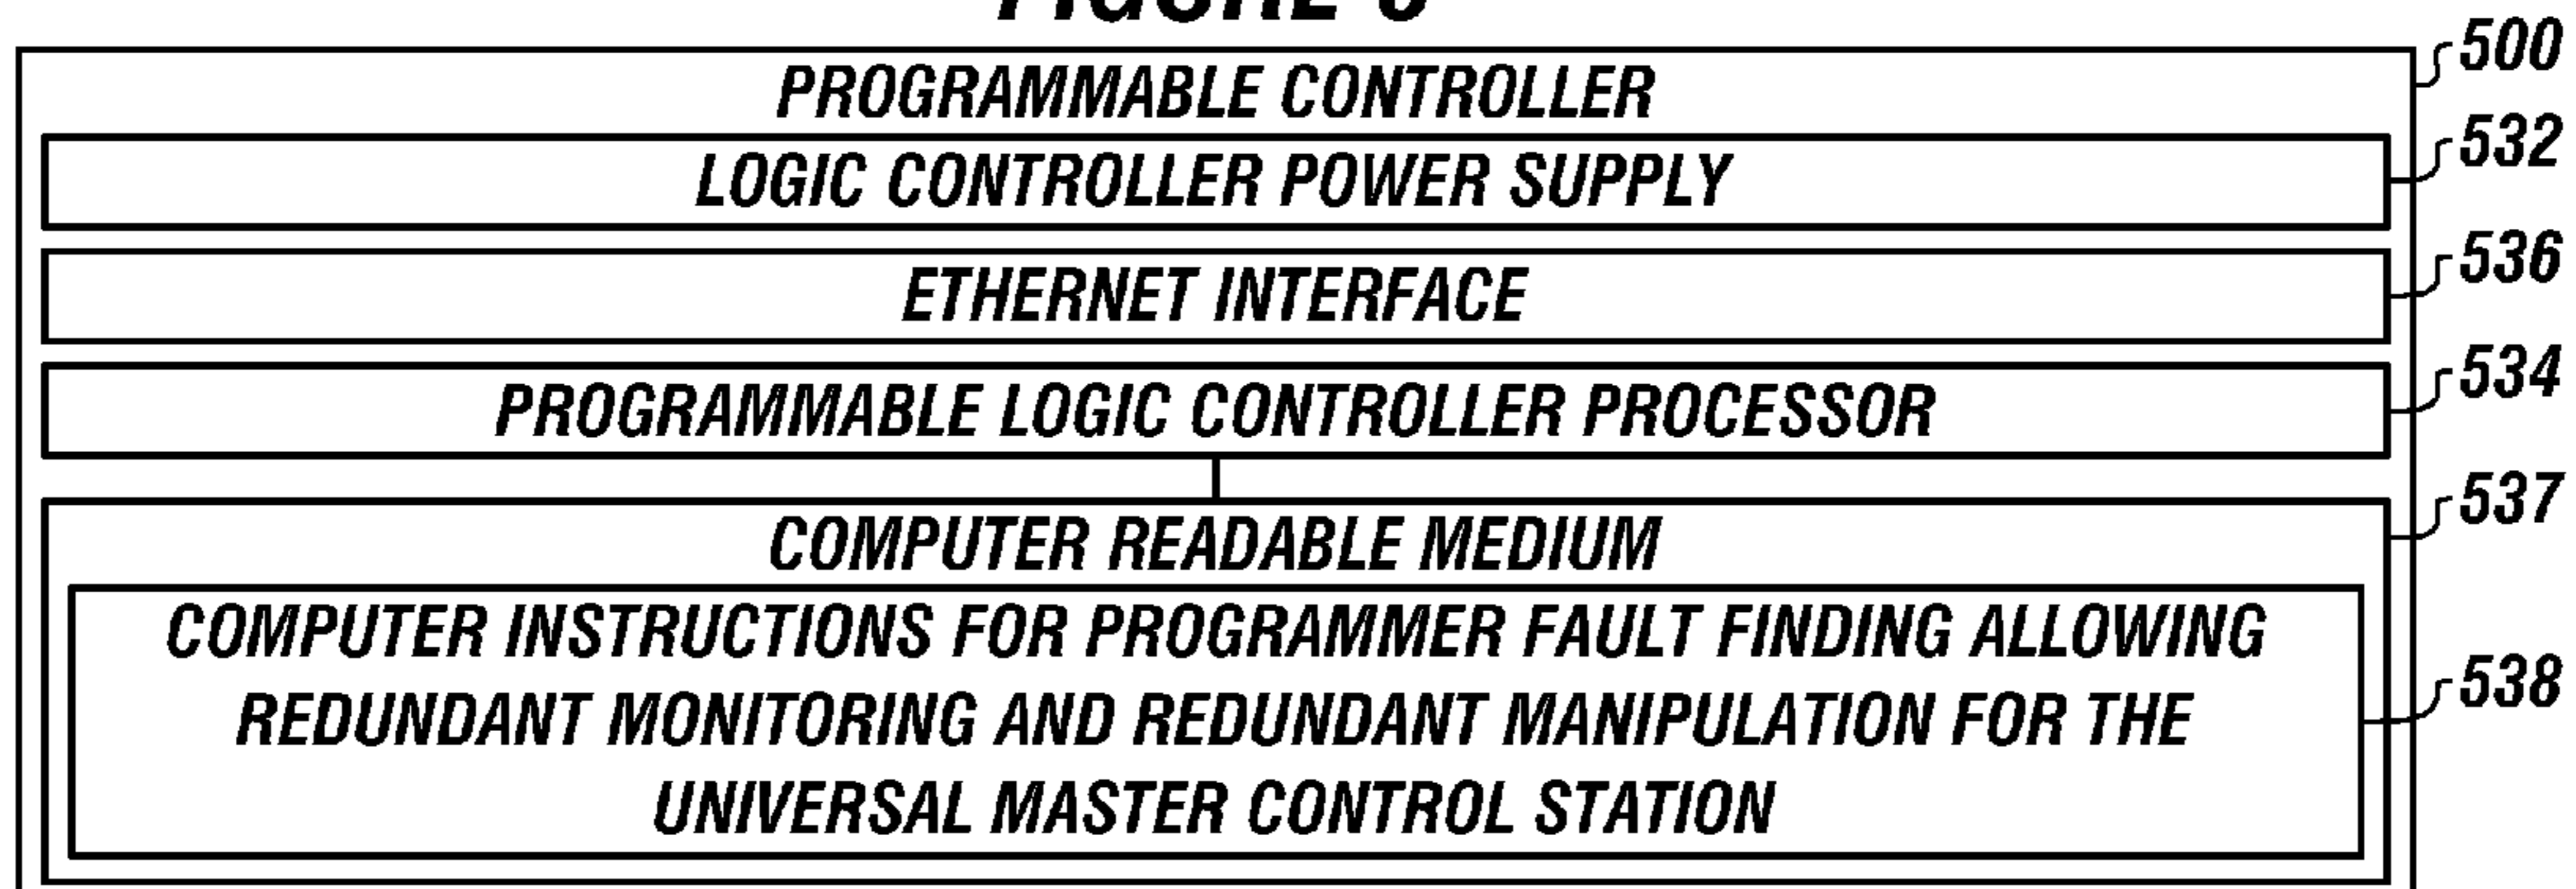 PROGRAMMABLE CONTROLLER
500
LOGIC CONTROLLER POWER SUPPLY
532
ETHERNET INTERFACE
536
PROGRAMMABLE LOGIC CONTROLLER PROCESSOR
534
COMPUTER READABLE MEDIUM
537
COMPUTER INSTRUCTIONS FOR PROGRAMMER FAULT FINDING ALLOWING
REDUNDANT MONITORING AND REDUNDANT MANIPULATION FOR THE
UNIVERSAL MASTER CONTROL STATION
538